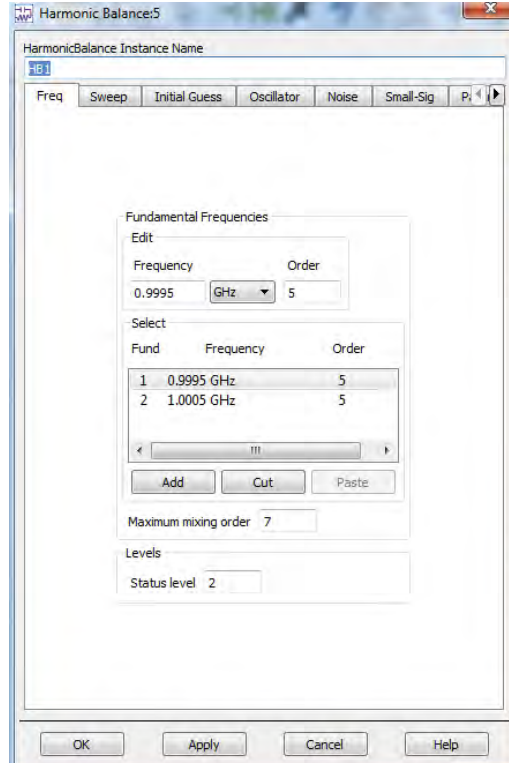 Harmonic Balance:5
HarmonicBalance Instance Name
HB1
Freq Sweep Initial Guess Oscillator Noise Small-Sig
Fundamental Frequencies
Edit
Frequency Order
0.9995 GHz 5
Select
Fund Frequency Order
1 0.9995 GHz 5
2 1.0005 GHz 5
Add Cut Paste
Maximum mixing order 7
Levels
Status level 2
OK Apply Cancel Help